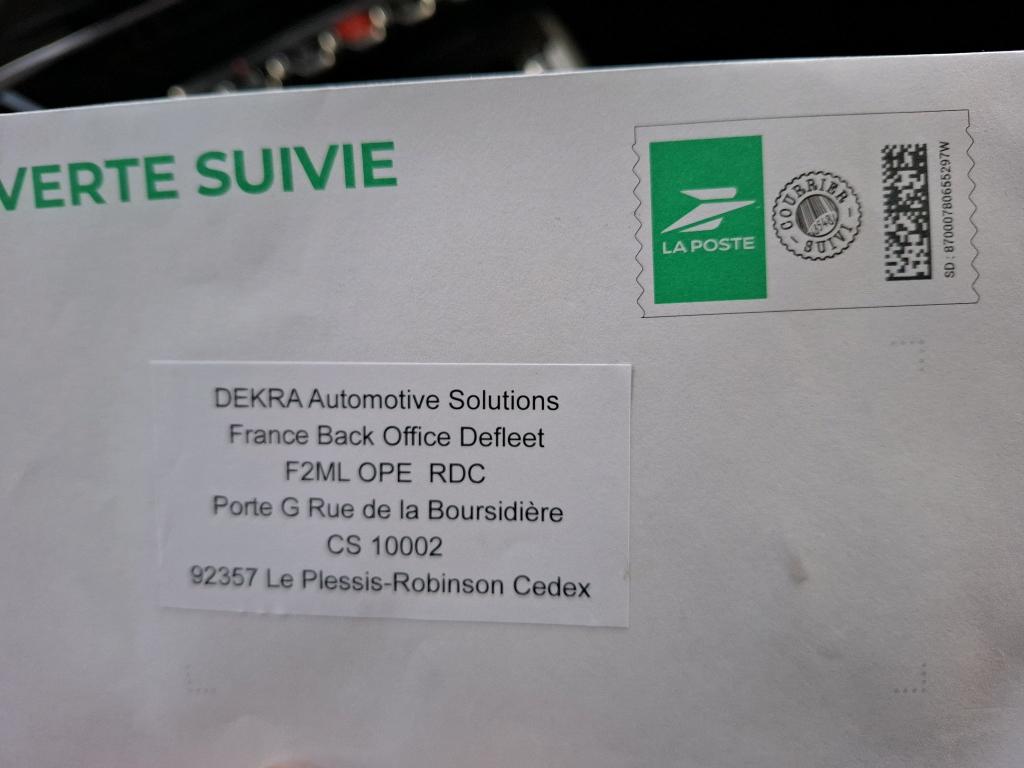 VERTE SUIVIE
LA POSTE
COURRIER
SUIVI
SD : 87000780655297W
DEKRA Automotive Solutions
France Back Office Defleet
F2ML OPE RDC
Porte G Rue de la Boursidière
CS 10002
92357 Le Plessis-Robinson Cedex